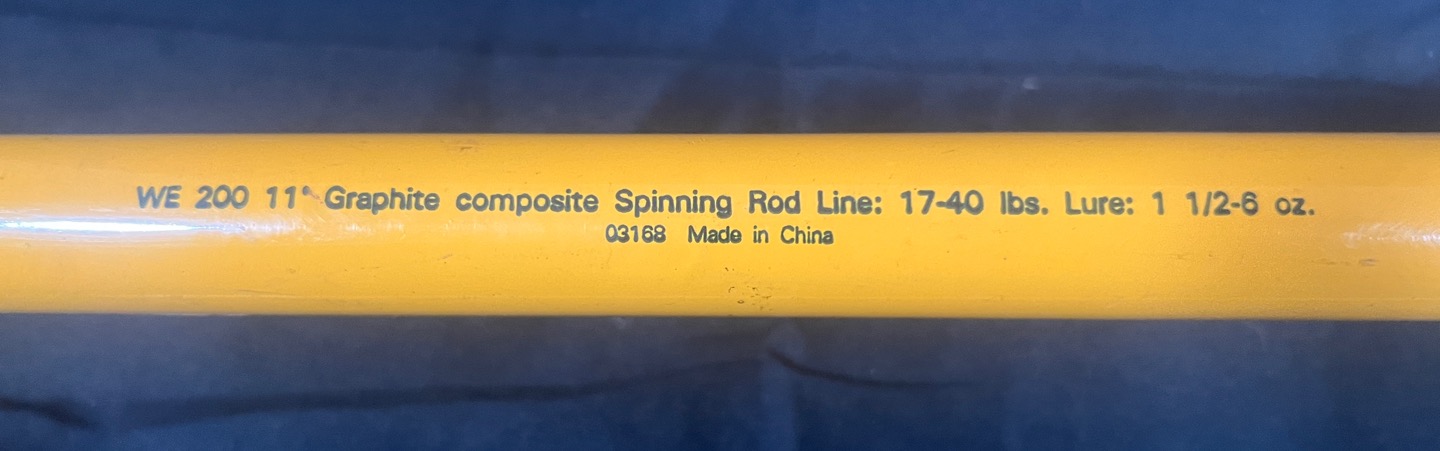 WE 200 11' Graphite composite Spinning Rod Line: 17-40 lbs. Lure: 1 1/2-6 oz.
03168 Made in China